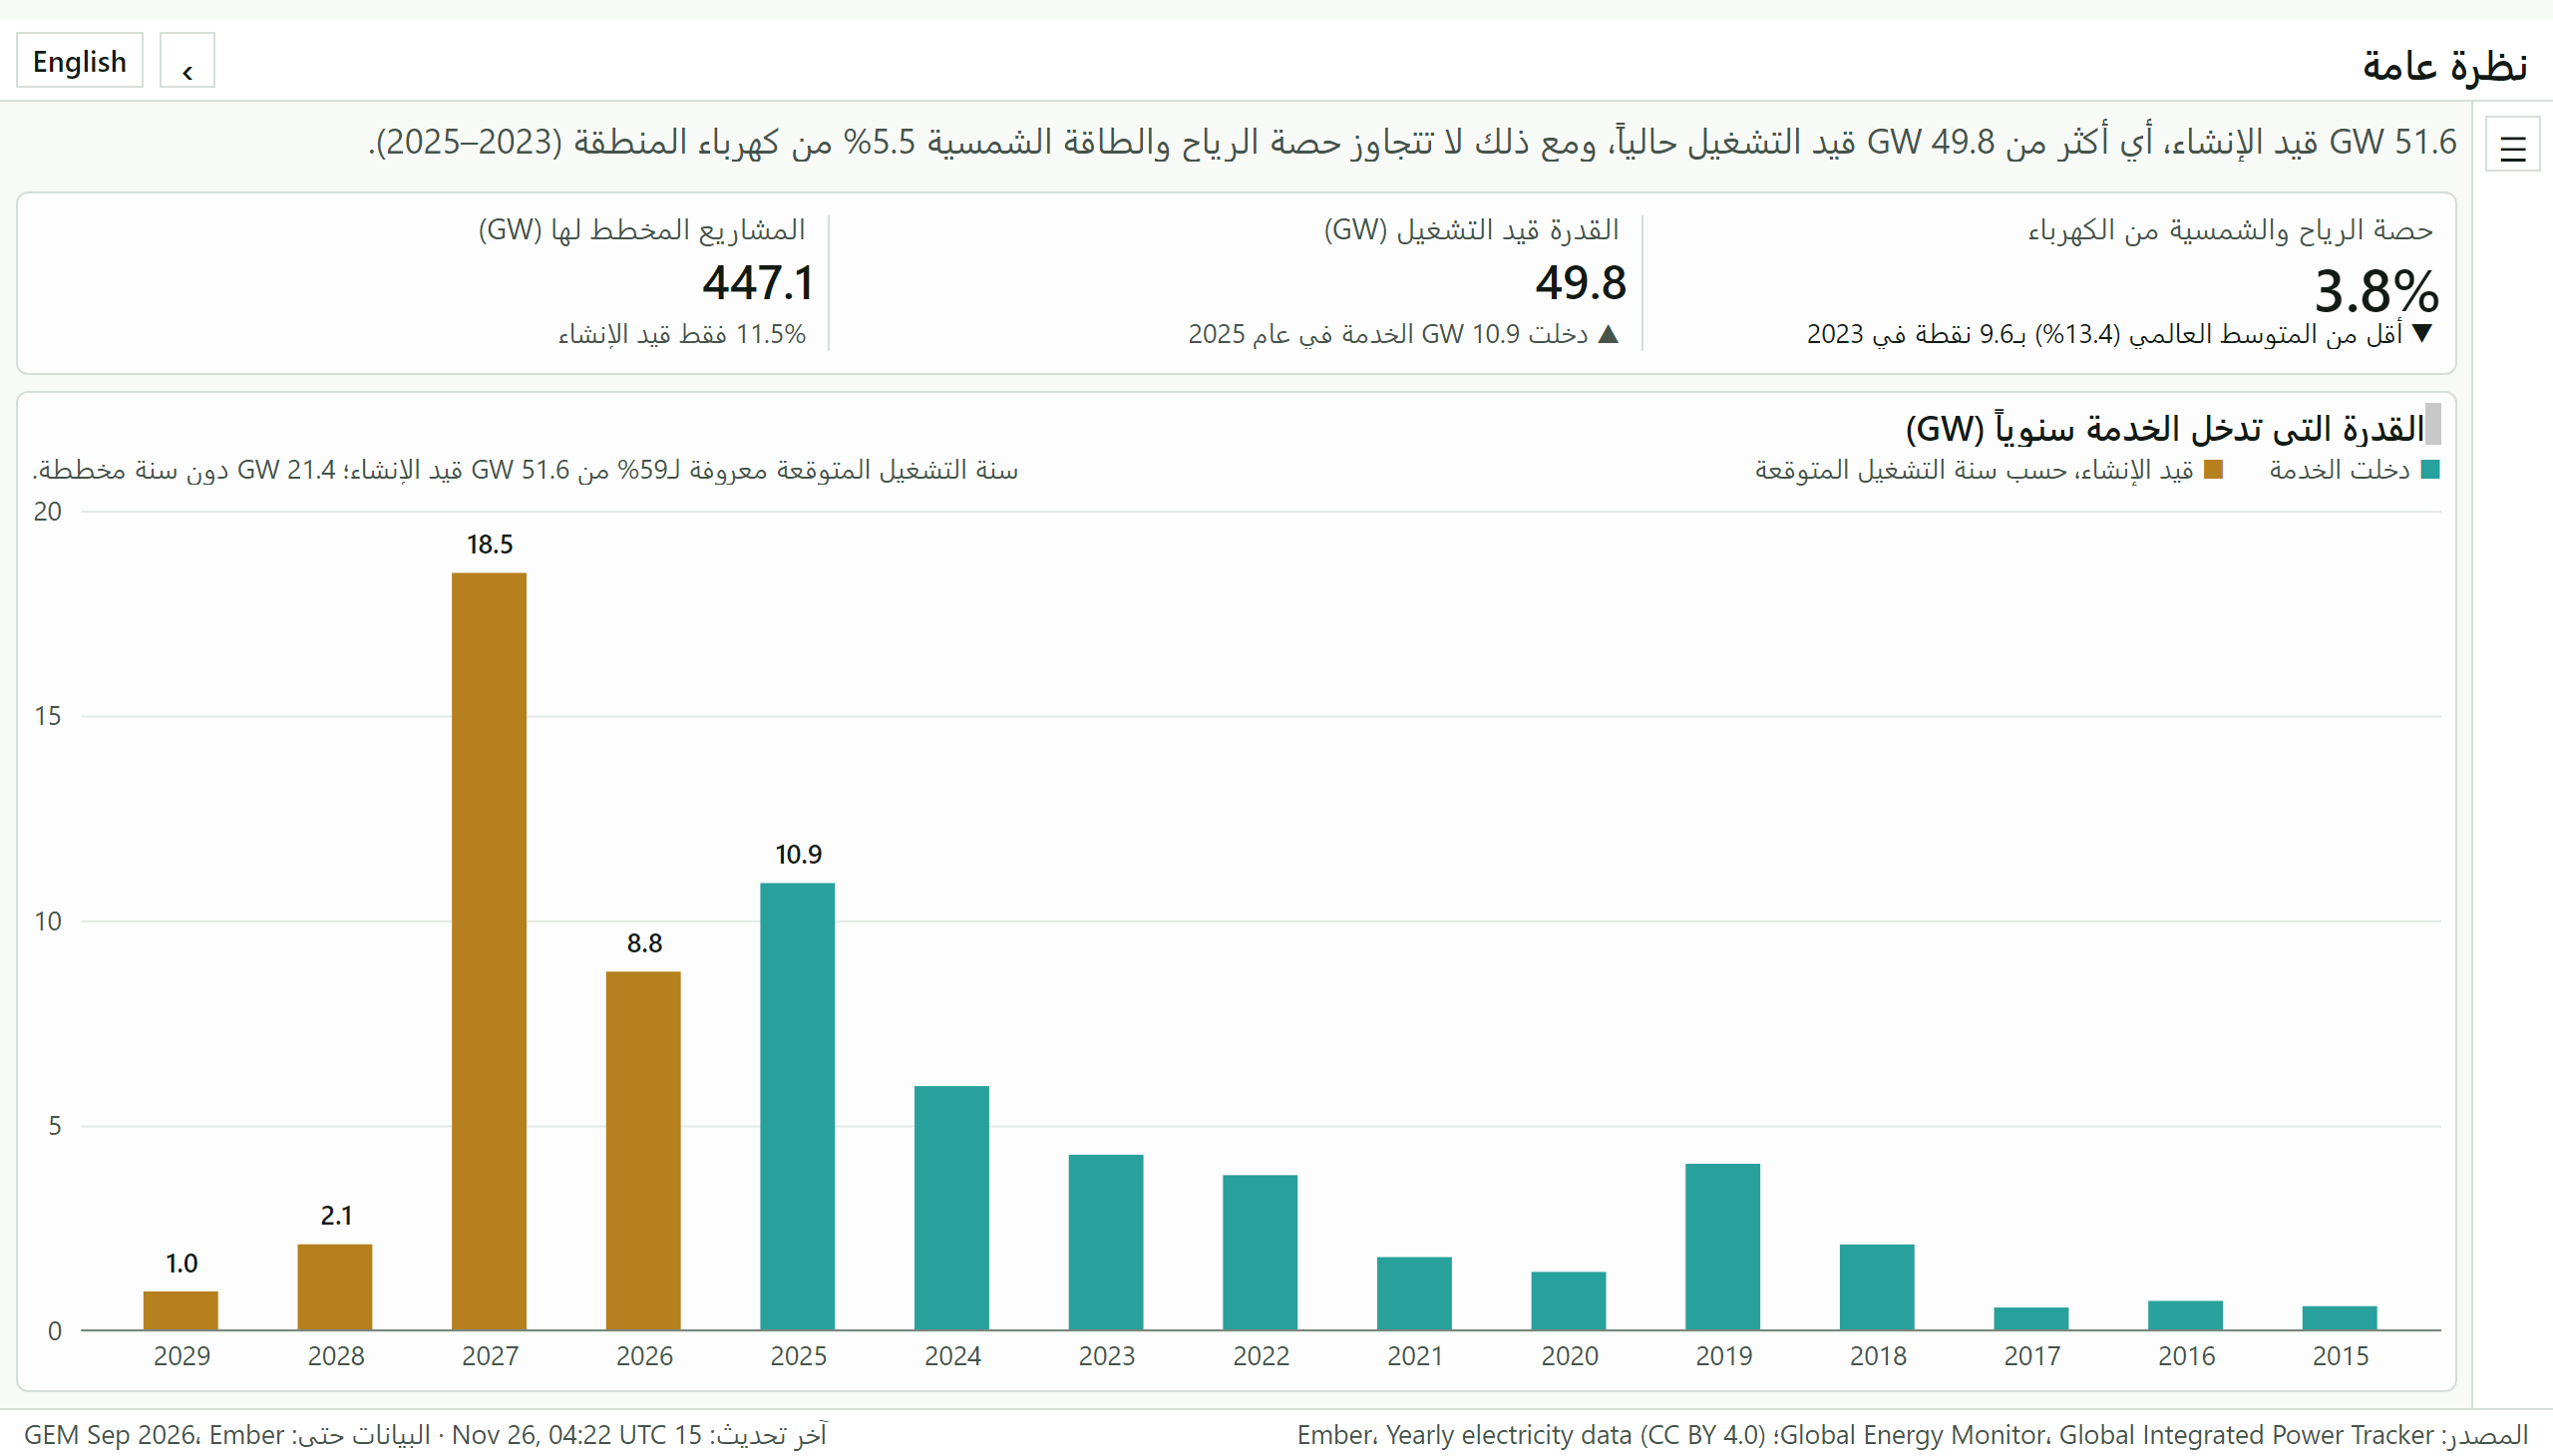 نظرة عامة
‹
English
☰
51.6 GW قيد الإنشاء، أي أكثر من 49.8 GW قيد التشغيل حالياً، ومع ذلك لا تتجاوز حصة الرياح والطاقة الشمسية 5.5% من كهرباء المنطقة (2023–2025).
حصة الرياح والشمسية من الكهرباء
3.8%
▼ أقل من المتوسط العالمي (13.4%) بـ9.6 نقطة في 2023
القدرة قيد التشغيل (GW)
49.8
▲ دخلت 10.9 GW الخدمة في عام 2025
المشاريع المخطط لها (GW)
447.1
11.5% فقط قيد الإنشاء
القدرة التي تدخل الخدمة سنوياً (GW)
دخلت الخدمة
قيد الإنشاء، حسب سنة التشغيل المتوقعة
سنة التشغيل المتوقعة معروفة لـ59% من 51.6 GW قيد الإنشاء؛ 21.4 GW دون سنة مخططة.
20
15
10
5
0
10.9
8.8
18.5
2.1
1.0
2015
2016
2017
2018
2019
2020
2021
2022
2023
2024
2025
2026
2027
2028
2029
المصدر: Ember، Yearly electricity data (CC BY 4.0)؛ Global Energy Monitor، Global Integrated Power Tracker
آخر تحديث: 15 Nov 26, 04:22 UTC · البيانات حتى: GEM Sep 2026، Ember